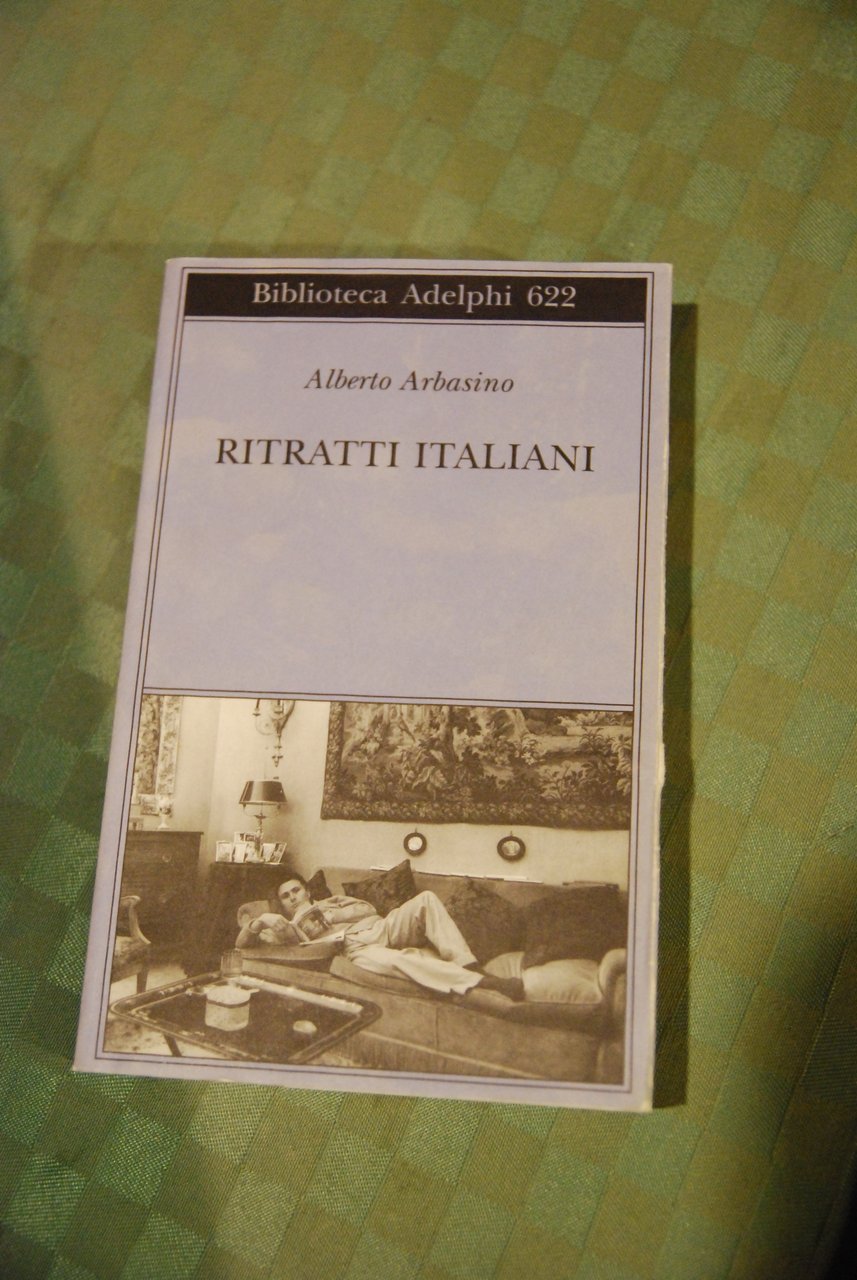 Biblioteca Adelphi 622
Alberto Arbasino
RITRATTI ITALIANI